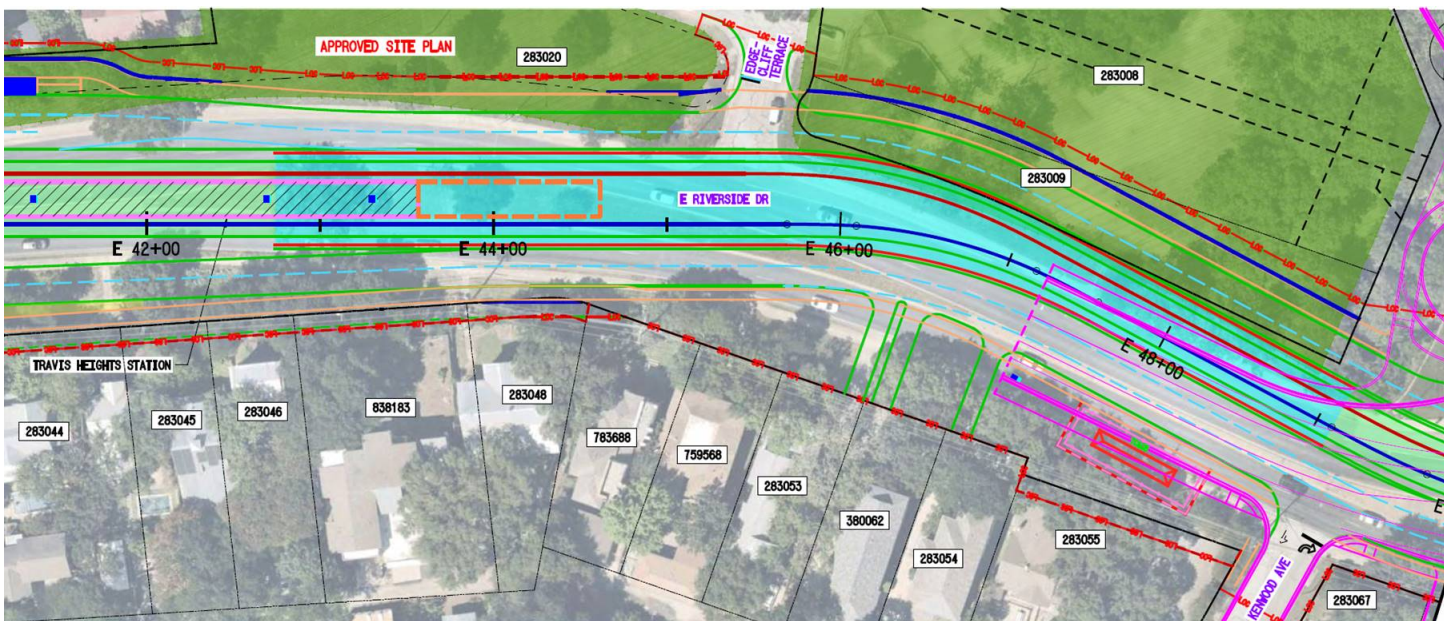 APPROVED SITE PLAN
283020
EDGE-
CLIFF
TERRACE
283008
283009
E RIVERSIDE DR
E 42+00
E 44+00
E 46+00
E 48+00
TRAVIS HEIGHTS STATION
283044
283045
283046
838183
283048
783688
759568
283053
380062
283054
283055
KENWOOD AVE
283067
E
LOC